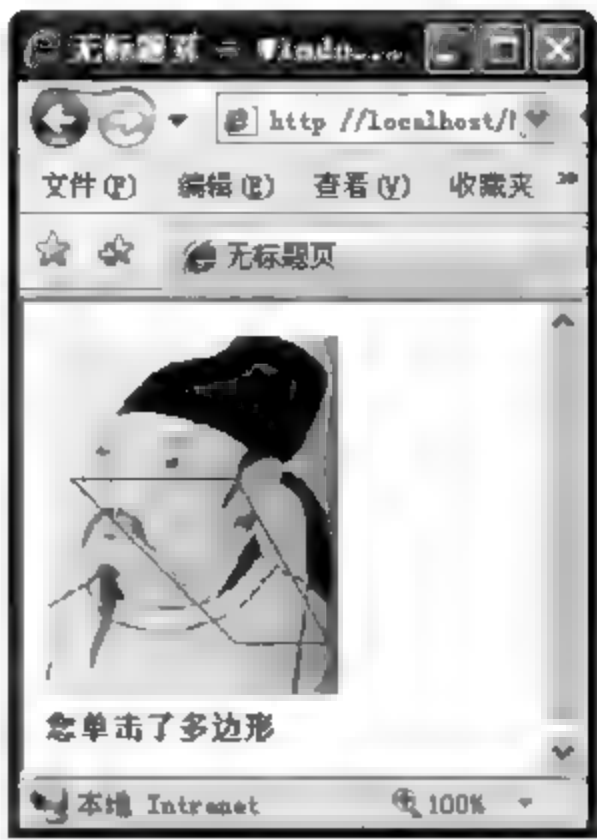 无标题页 - Windo...
http //localhost/
文件(F) 编辑(E) 查看(V) 收藏夹 »
无标题页
您单击了多边形
本地 Intranet 100%